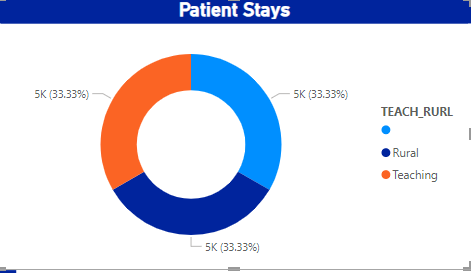 Patient Stays
5K (33.33%)
5K (33.33%)
TEACH_RURL
Rural
Teaching
5K (33.33%)